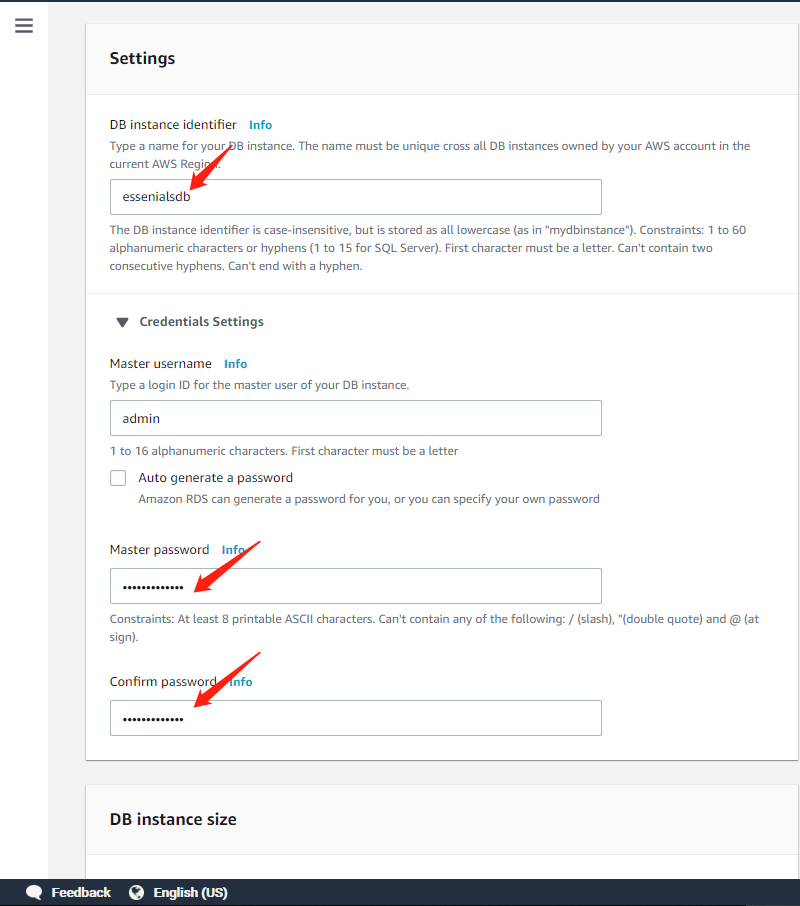 Settings
DB instance identifier Info
Type a name for your DB instance. The name must be unique cross all DB instances owned by your AWS account in the
current AWS Region.
essenialsdb
The DB instance identifier is case-insensitive, but is stored as all lowercase (as in "mydbinstance"). Constraints: 1 to 60
alphanumeric characters or hyphens (1 to 15 for SQL Server). First character must be a letter. Can't contain two
consecutive hyphens. Can't end with a hyphen.
Credentials Settings
Master username Info
Type a login ID for the master user of your DB instance.
admin
1 to 16 alphanumeric characters. First character must be a letter
Auto generate a password
Amazon RDS can generate a password for you, or you can specify your own password
Master password Info
•••••••••••••
Constraints: At least 8 printable ASCII characters. Can't contain any of the following: / (slash), "(double quote) and @ (at
sign).
Confirm password Info
•••••••••••••
DB instance size
Feedback English (US)